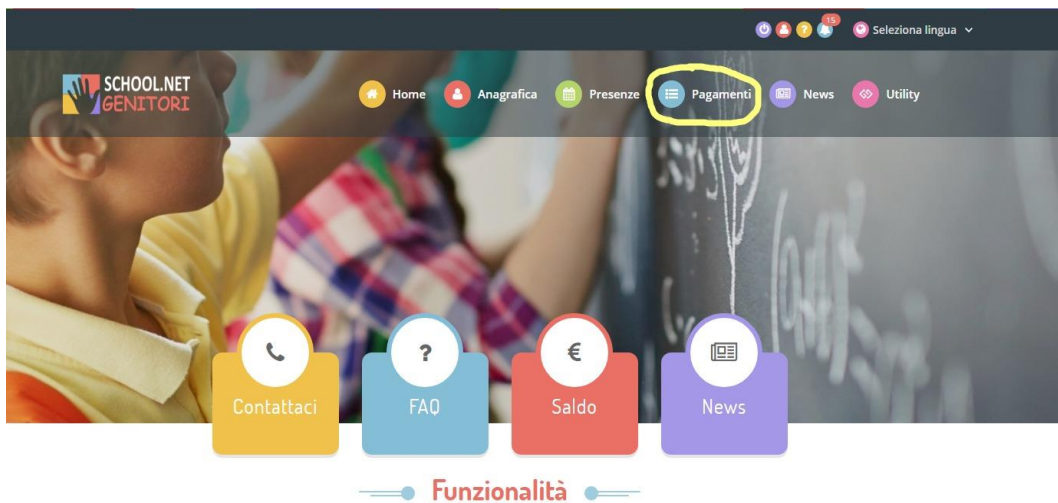 15
Seleziona lingua
SCHOOL.NET
GENITORI
Home Anagrafica Presenze Pagamenti News Utility
Contattaci FAQ Saldo News
Funzionalità